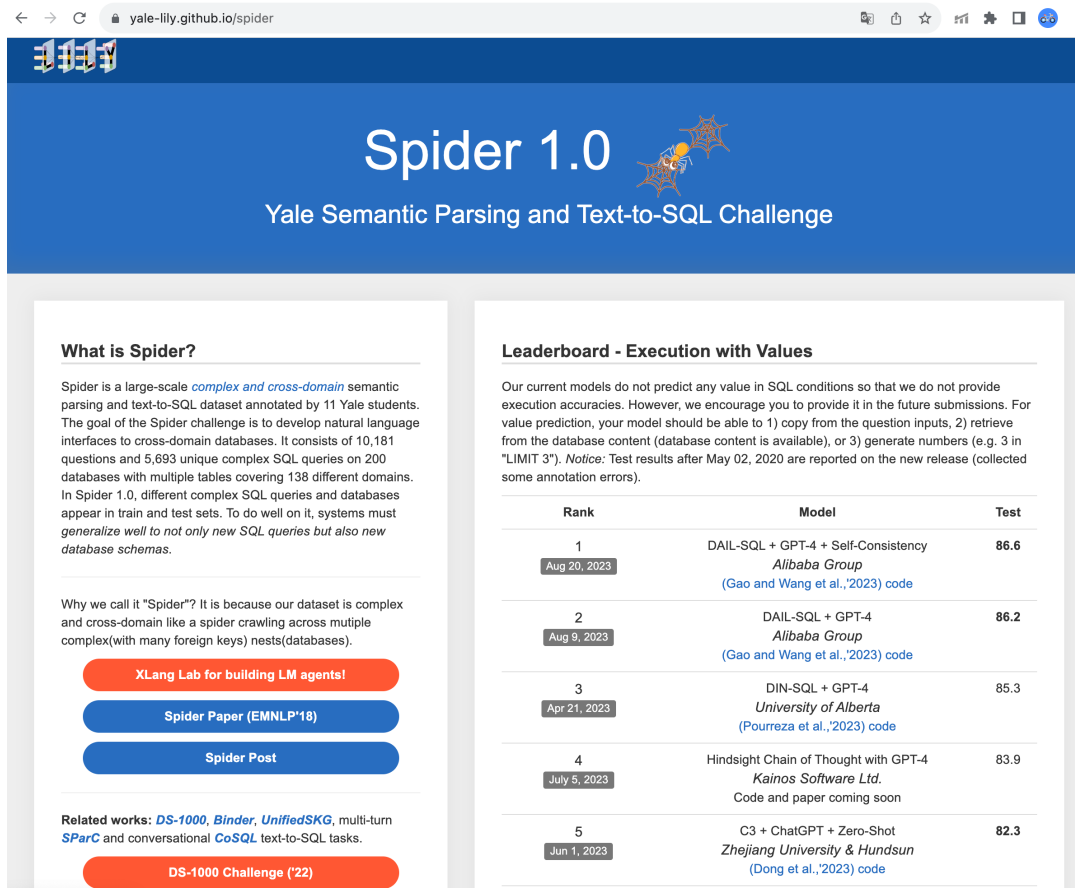 yale-lily.github.io/spider
LILY
Spider 1.0
Yale Semantic Parsing and Text-to-SQL Challenge
What is Spider?
Spider is a large-scale complex and cross-domain semantic
parsing and text-to-SQL dataset annotated by 11 Yale students.
The goal of the Spider challenge is to develop natural language
interfaces to cross-domain databases. It consists of 10,181
questions and 5,693 unique complex SQL queries on 200
databases with multiple tables covering 138 different domains.
In Spider 1.0, different complex SQL queries and databases
appear in train and test sets. To do well on it, systems must
generalize well to not only new SQL queries but also new
database schemas.
Why we call it "Spider"? It is because our dataset is complex
and cross-domain like a spider crawling across mutiple
complex(with many foreign keys) nests(databases).
XLang Lab for building LM agents!
Spider Paper (EMNLP'18)
Spider Post
Related works: DS-1000, Binder, UnifiedSKG, multi-turn
SParC and conversational CoSQL text-to-SQL tasks.
DS-1000 Challenge ('22)
Leaderboard - Execution with Values
Our current models do not predict any value in SQL conditions so that we do not provide
execution accuracies. However, we encourage you to provide it in the future submissions. For
value prediction, your model should be able to 1) copy from the question inputs, 2) retrieve
from the database content (database content is available), or 3) generate numbers (e.g. 3 in
"LIMIT 3"). Notice: Test results after May 02, 2020 are reported on the new release (collected
some annotation errors).
Rank Model Test
1 DAIL-SQL + GPT-4 + Self-Consistency 86.6
Aug 20, 2023 Alibaba Group
(Gao and Wang et al.,'2023) code
2 DAIL-SQL + GPT-4 86.2
Aug 9, 2023 Alibaba Group
(Gao and Wang et al.,'2023) code
3 DIN-SQL + GPT-4 85.3
Apr 21, 2023 University of Alberta
(Pourreza et al.,'2023) code
4 Hindsight Chain of Thought with GPT-4 83.9
July 5, 2023 Kainos Software Ltd.
Code and paper coming soon
5 C3 + ChatGPT + Zero-Shot 82.3
Jun 1, 2023 Zhejiang University & Hundsun
(Dong et al.,'2023) code